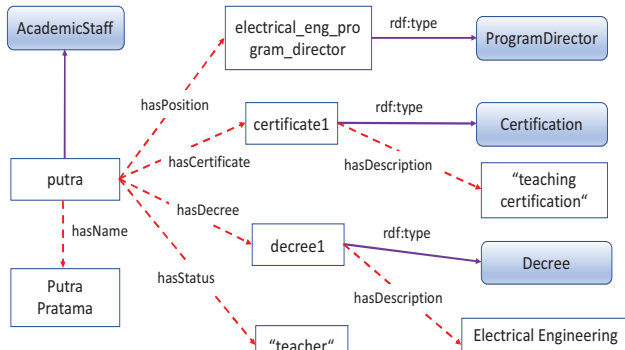 AcademicStaff
electrical_eng_pro
gram_director
rdf:type
ProgramDirector
hasPosition
rdf:type
certificate1
Certification
hasCertificate
hasDescription
putra
“teaching
certification“
hasDecree
hasName
rdf:type
decree1
Decree
hasStatus
Putra
Pratama
hasDescription
“teacher“
Electrical Engineering